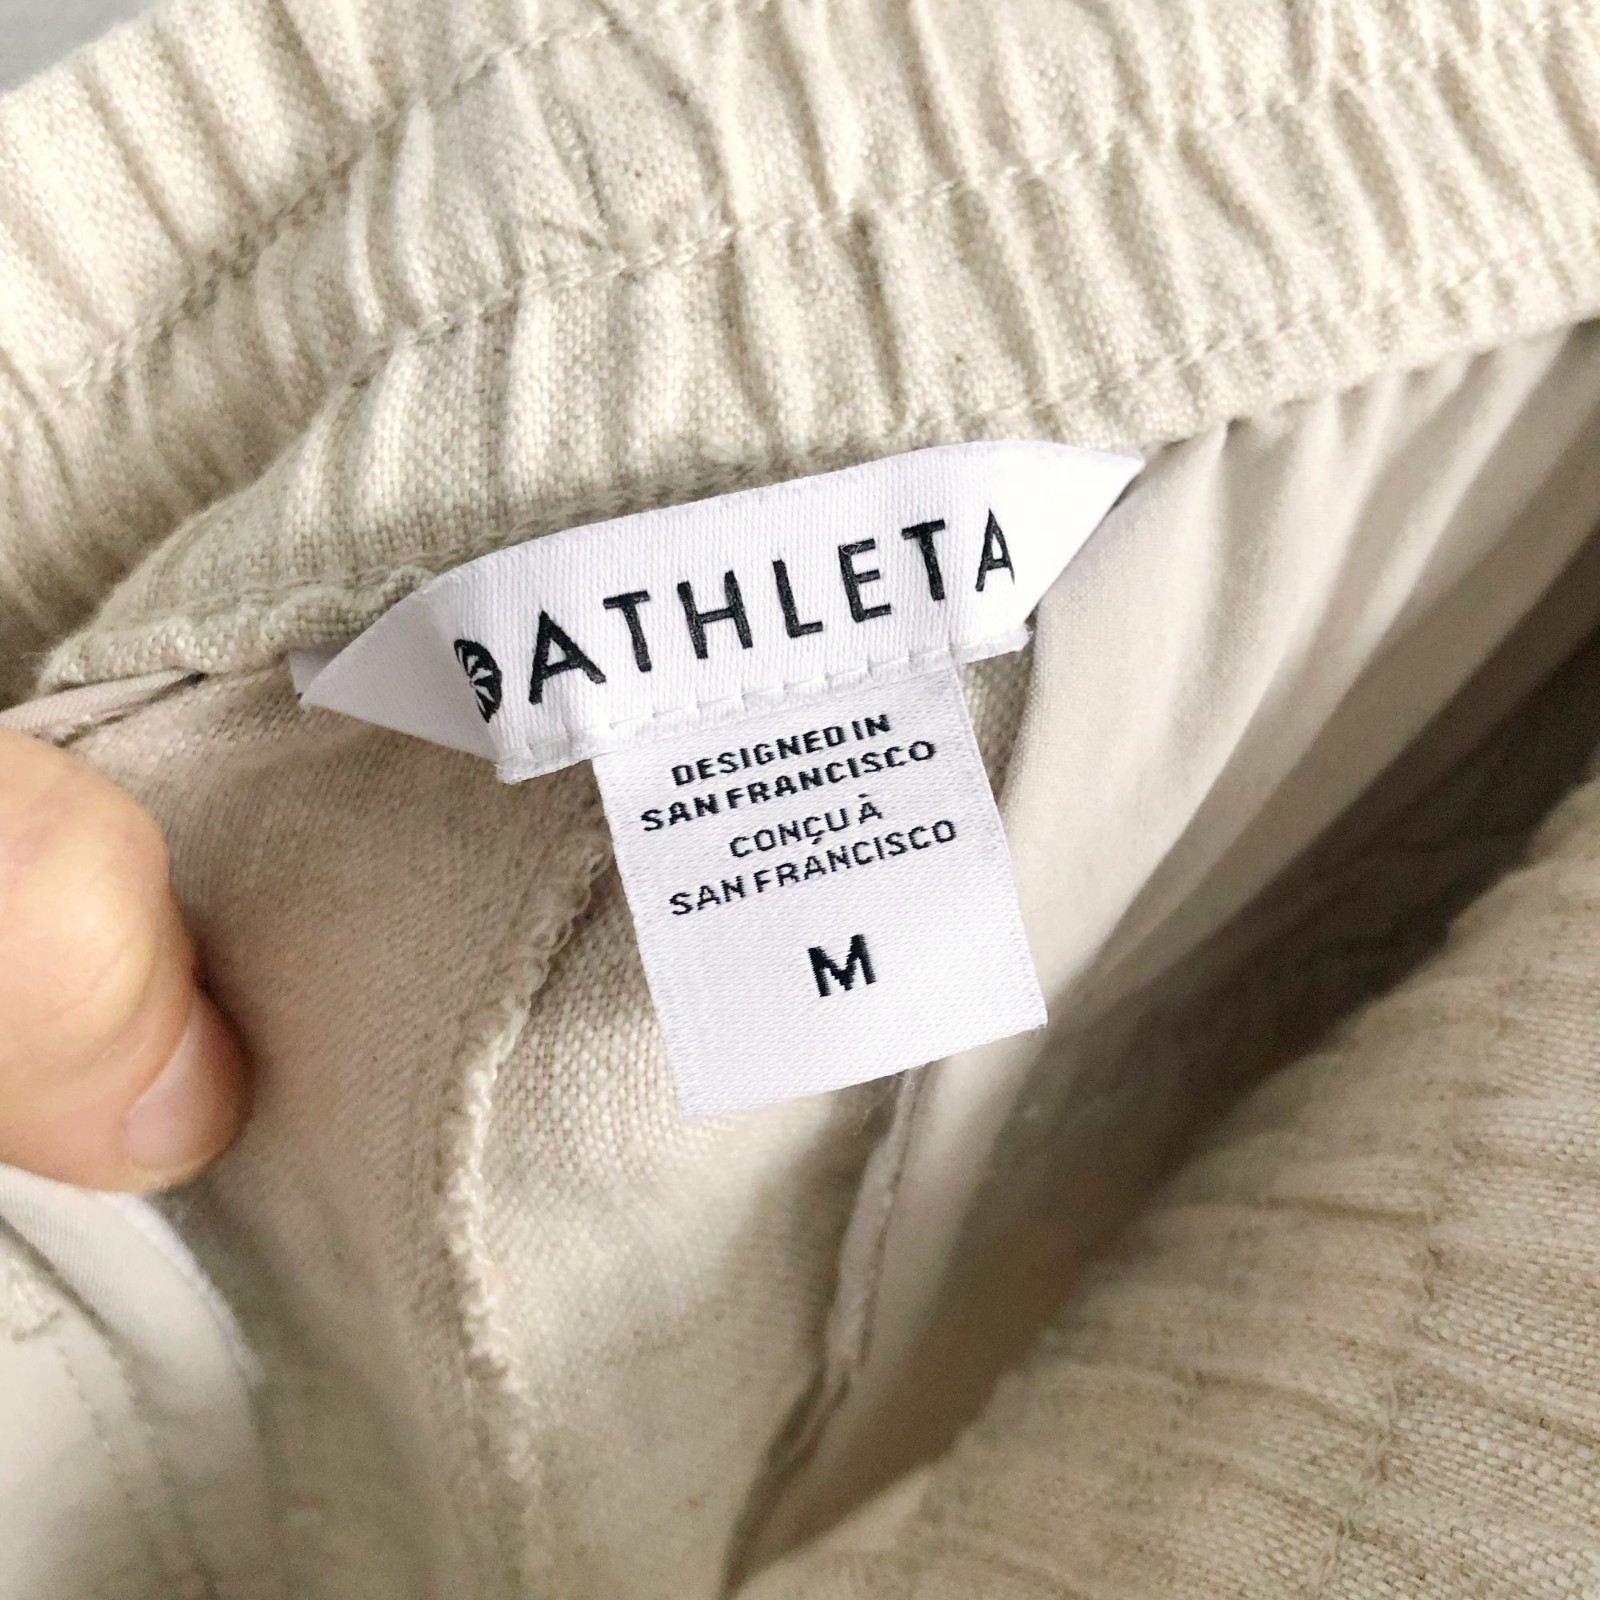 ATHLETA
DESIGNED IN
SAN FRANCISCO
CONÇU À
SAN FRANCISCO
M